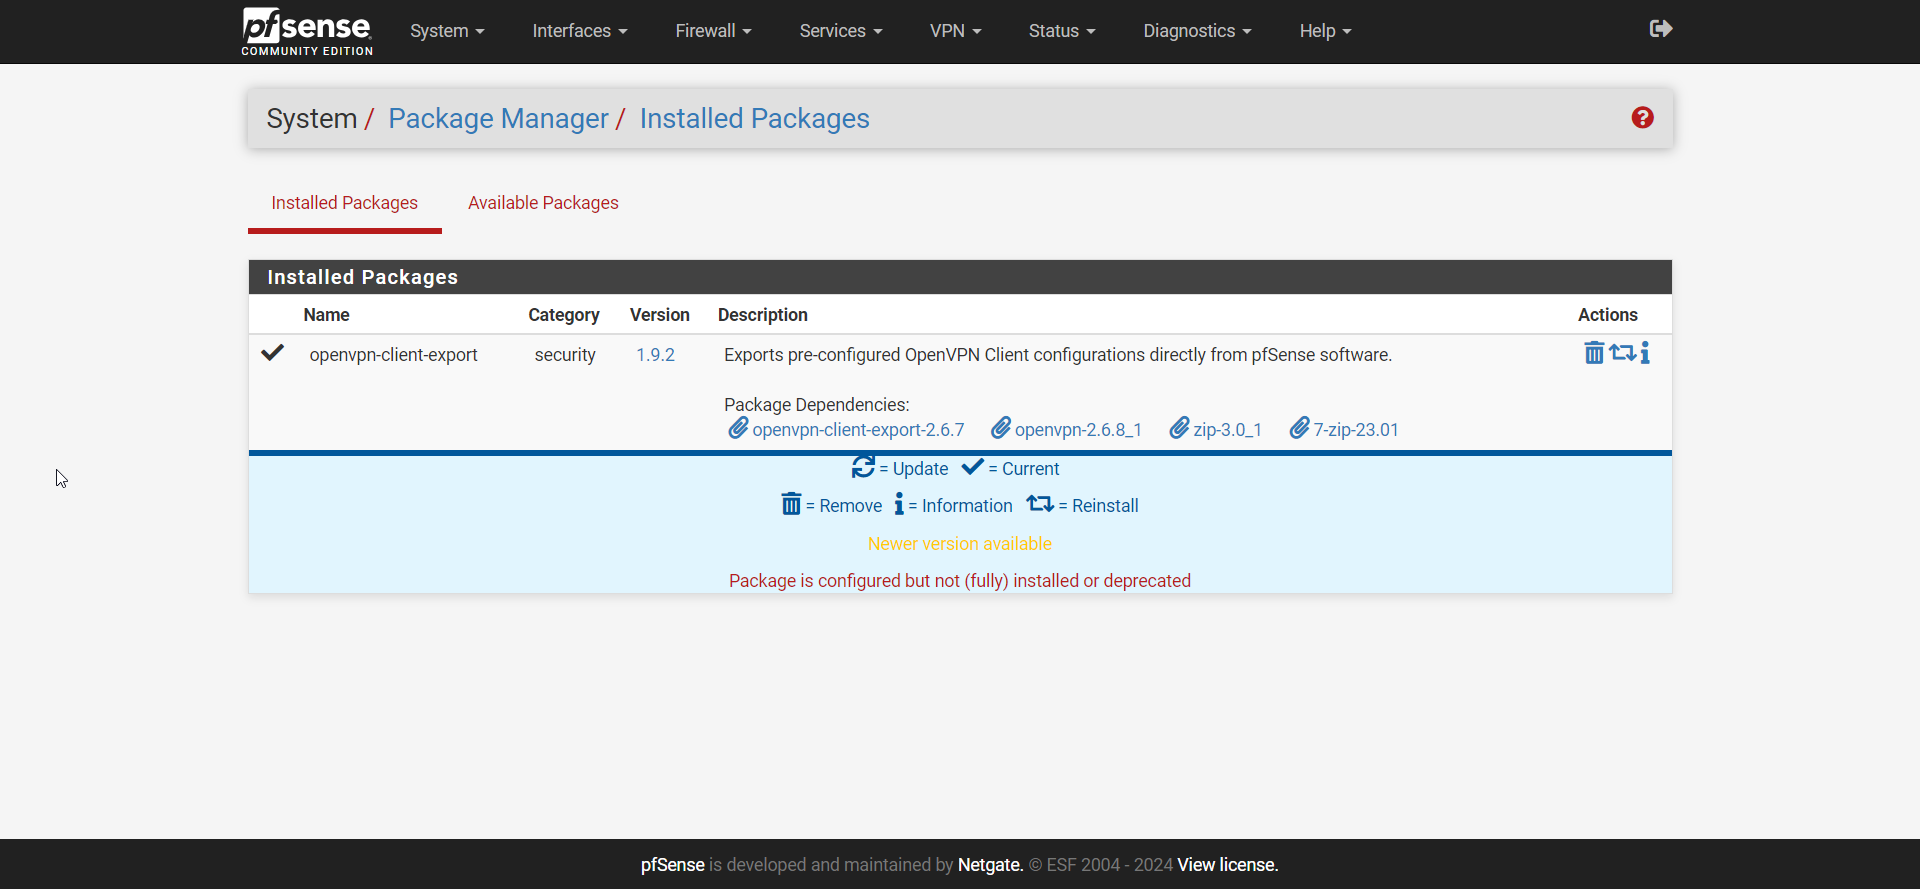 pfsense
COMMUNITY EDITION
System Interfaces Firewall Services VPN Status Diagnostics Help
System / Package Manager / Installed Packages
Installed Packages Available Packages
Installed Packages
Name Category Version Description Actions
openvpn-client-export security 1.9.2 Exports pre-configured OpenVPN Client configurations directly from pfSense software.
Package Dependencies:
openvpn-client-export-2.6.7 openvpn-2.6.8_1 zip-3.0_1 7-zip-23.01
= Update = Current
= Remove = Information = Reinstall
Newer version available
Package is configured but not (fully) installed or deprecated
pfSense is developed and maintained by Netgate. © ESF 2004 - 2024 View license.